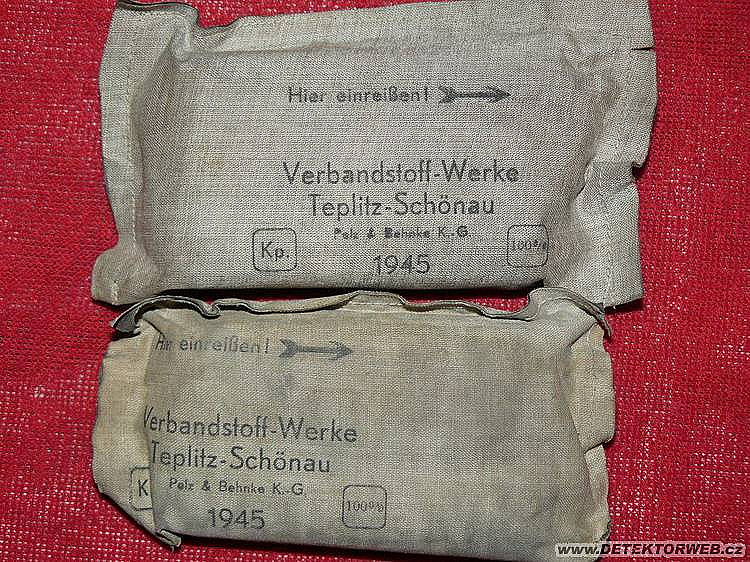 Hier einreißen!
Verbandstoff-Werke
Teplitz-Schönau
Pelz & Behnke K.-G
Kp.
100%
1945
Hier einreißen!
Verbandstoff-Werke
Teplitz-Schönau
K
Pelz & Behnke K.-G
100%
1945
www.DETEKTORWEB.cz